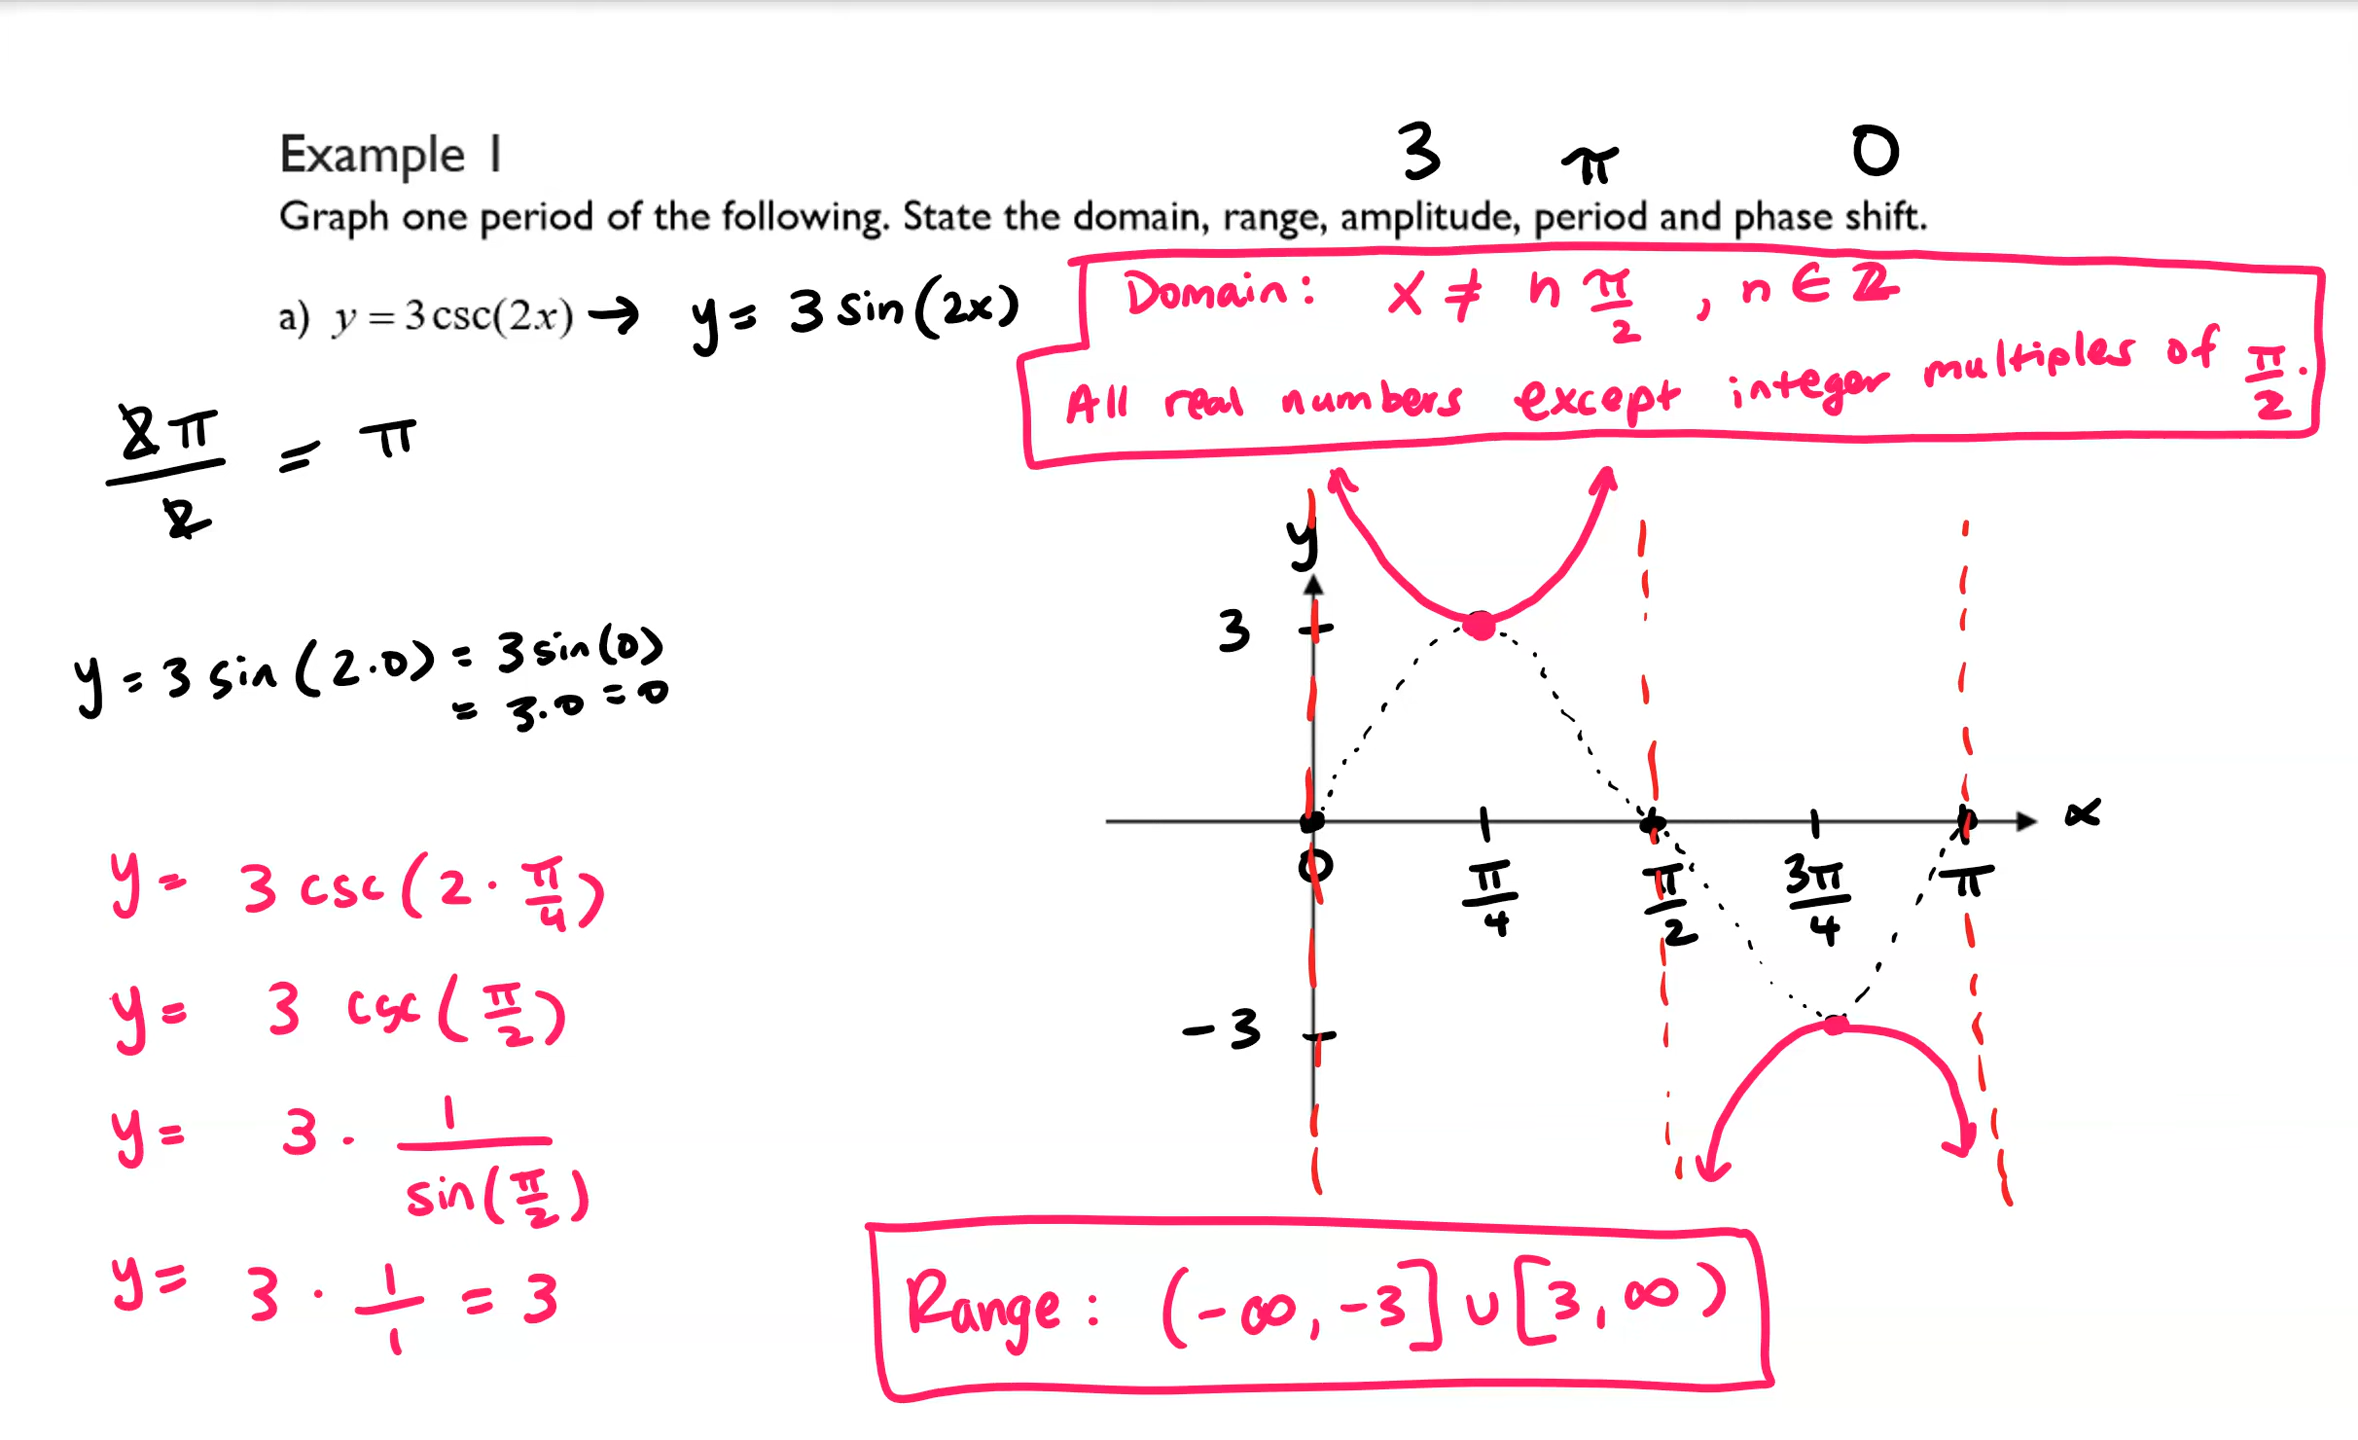 3 π 0
Example 1
Graph one period of the following. State the domain, range, amplitude, period and phase shift.
a) y = 3 csc(2x) → y = 3 sin(2x)
Domain: x ≠ n π/2 , n ∈ ℤ
All real numbers except integer multiples of π/2.
2π/2 = π
y = 3 sin(2·0) = 3 sin(0)
= 3·0 = 0
y = 3 csc(2·π/4)
y = 3 csc(π/2)
y = 3 · 1/sin(π/2)
y = 3 · 1/1 = 3
y
3
x
0 π/4 π/2 3π/4 π
-3
Range: (-∞, -3] ∪ [3, ∞)